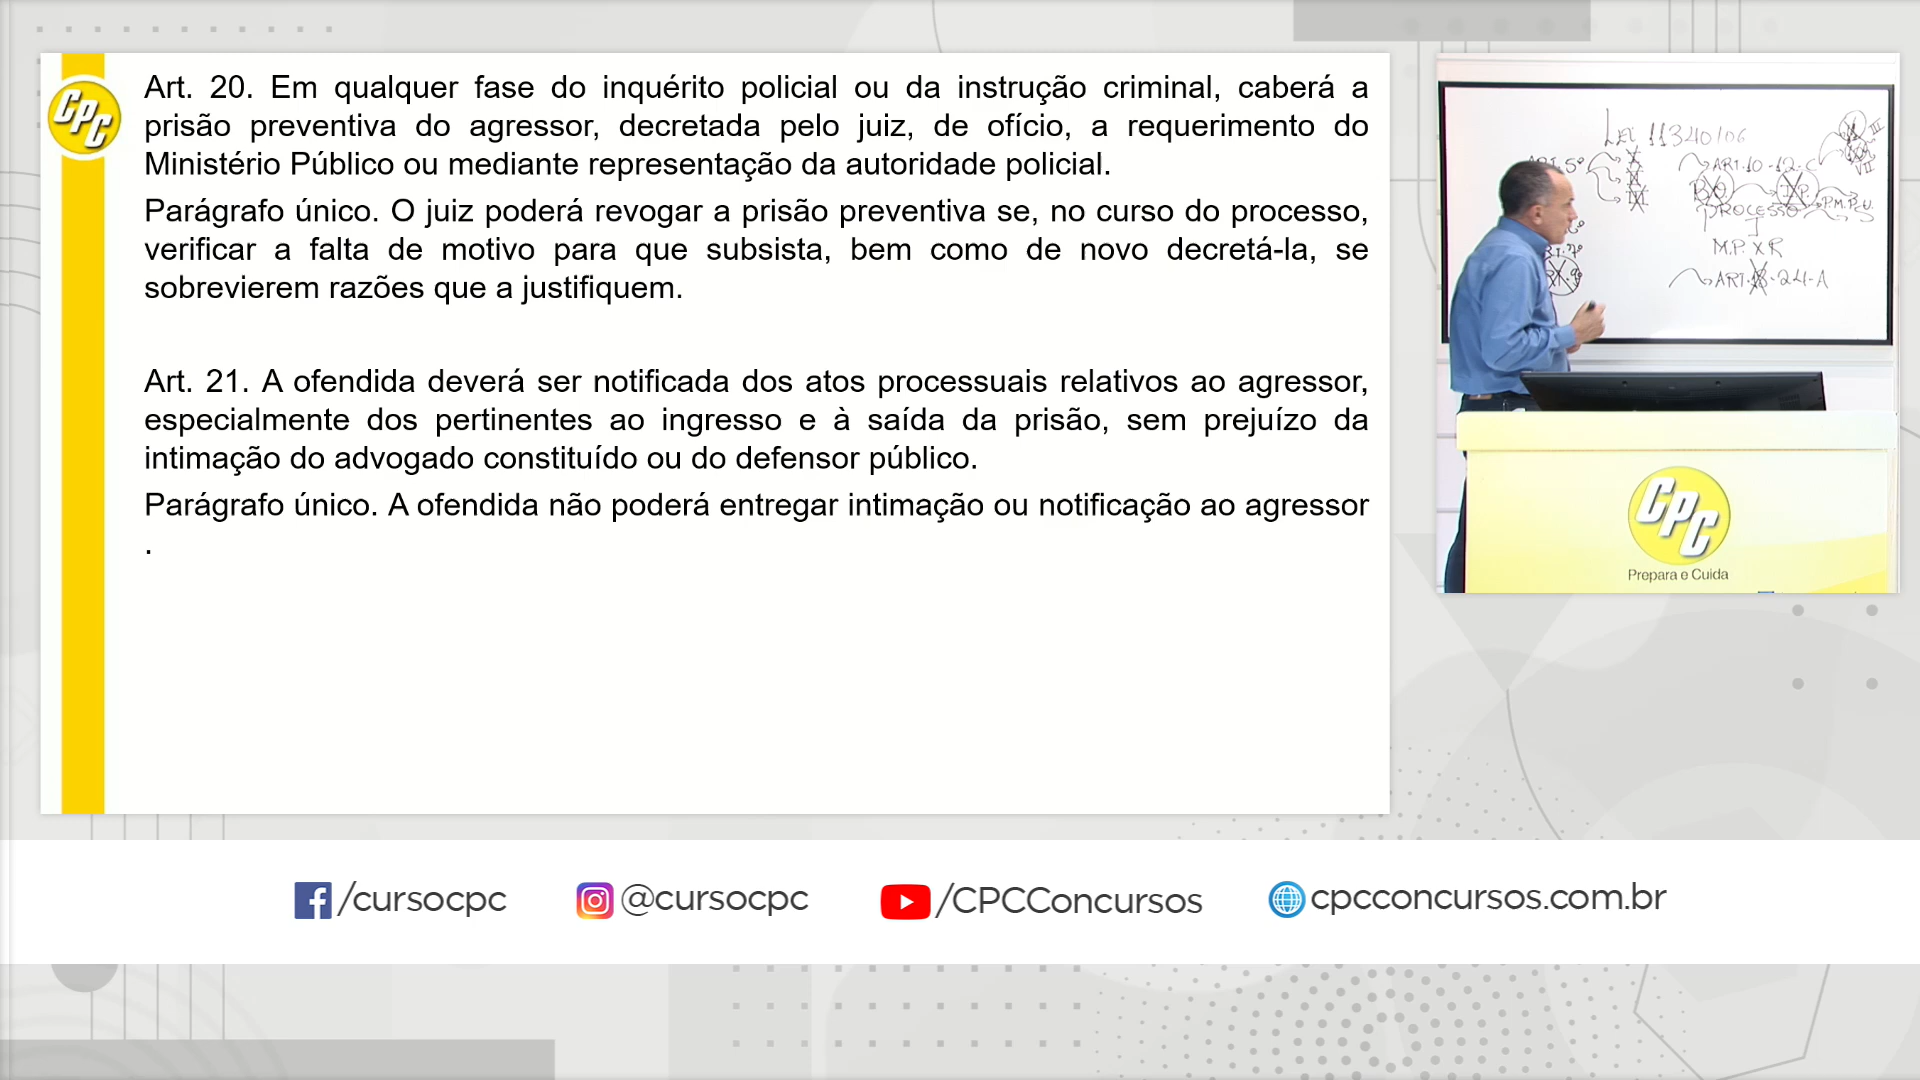 Art. 20. Em qualquer fase do inquérito policial ou da instrução criminal, caberá a
prisão preventiva do agressor, decretada pelo juiz, de ofício, a requerimento do
Ministério Público ou mediante representação da autoridade policial.
Parágrafo único. O juiz poderá revogar a prisão preventiva se, no curso do processo,
verificar a falta de motivo para que subsista, bem como de novo decretá-la, se
sobrevierem razões que a justifiquem.
Art. 21. A ofendida deverá ser notificada dos atos processuais relativos ao agressor,
especialmente dos pertinentes ao ingresso e à saída da prisão, sem prejuízo da
intimação do advogado constituído ou do defensor público.
Parágrafo único. A ofendida não poderá entregar intimação ou notificação ao agressor
.
CPC
LEI 11340/06
ART. 5º
ART. 10-12-C
PROCESSO
M.P. X R
24-A
CPC
Prepara e Cuida
/cursocpc
@cursocpc
/CPCConcursos
cpcconcursos.com.br